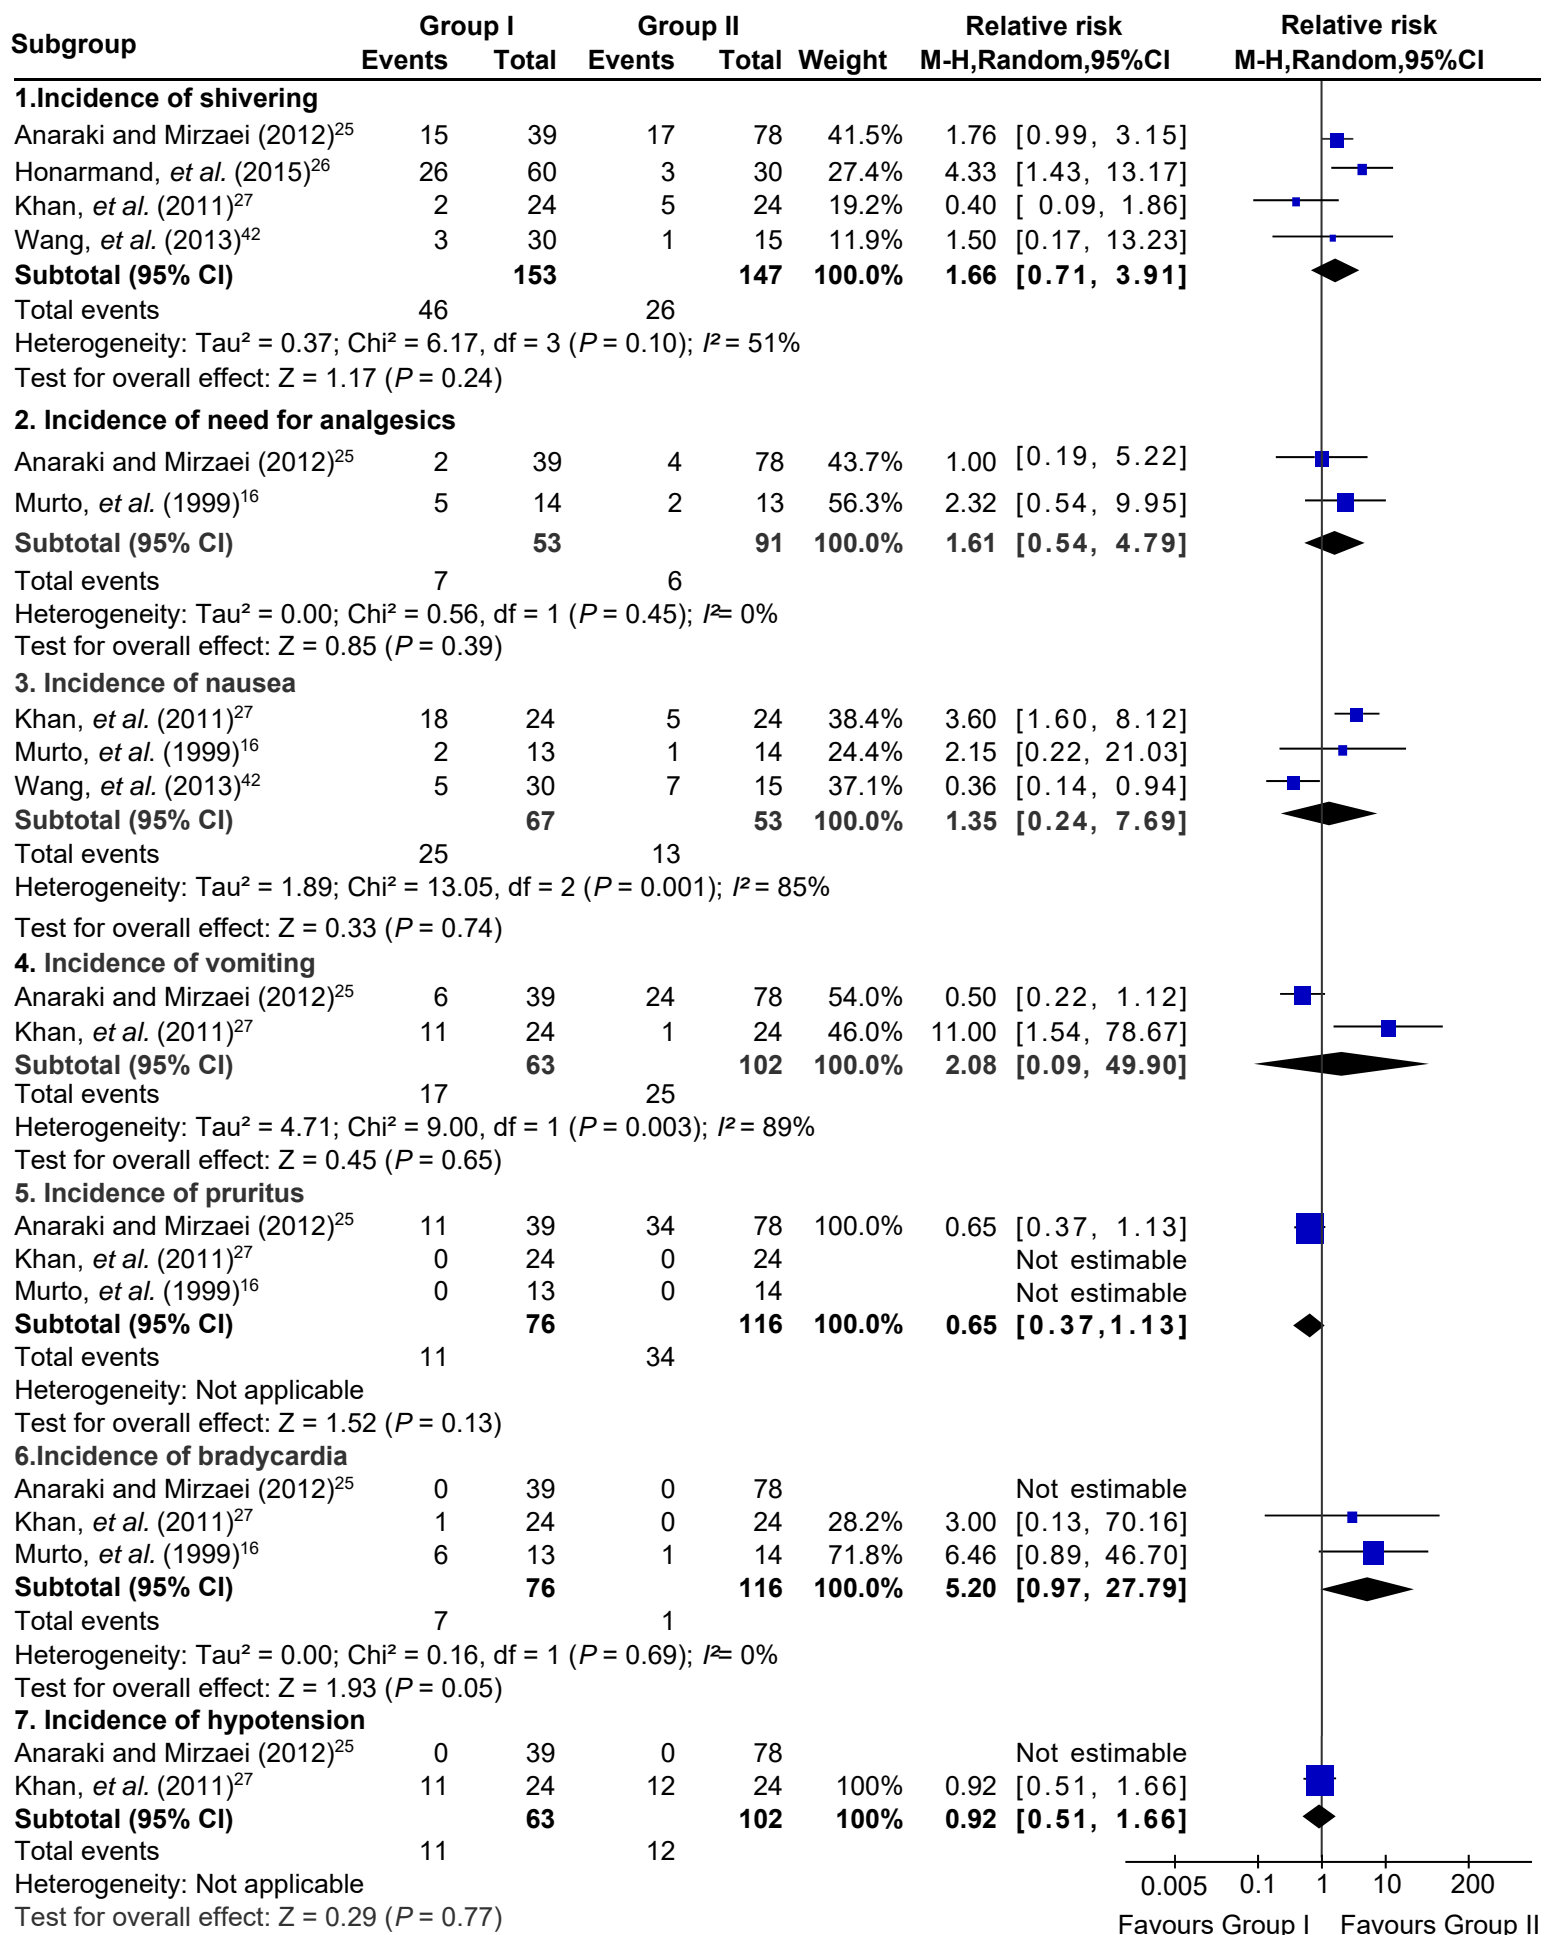 Subgroup Group I Group II Relative risk Relative risk
Events Total Events Total Weight M-H,Random,95%CI M-H,Random,95%CI
1.Incidence of shivering
Anaraki and Mirzaei (2012)25 15 39 17 78 41.5% 1.76 [0.99, 3.15]
Honarmand, et al. (2015)26 26 60 3 30 27.4% 4.33 [1.43, 13.17]
Khan, et al. (2011)27 2 24 5 24 19.2% 0.40 [ 0.09, 1.86]
Wang, et al. (2013)42 3 30 1 15 11.9% 1.50 [0.17, 13.23]
Subtotal (95% CI) 153 147 100.0% 1.66 [0.71, 3.91]
Total events 46 26
Heterogeneity: Tau² = 0.37; Chi² = 6.17, df = 3 (P = 0.10); I² = 51%
Test for overall effect: Z = 1.17 (P = 0.24)
2. Incidence of need for analgesics
Anaraki and Mirzaei (2012)25 2 39 4 78 43.7% 1.00 [0.19, 5.22]
Murto, et al. (1999)16 5 14 2 13 56.3% 2.32 [0.54, 9.95]
Subtotal (95% CI) 53 91 100.0% 1.61 [0.54, 4.79]
Total events 7 6
Heterogeneity: Tau² = 0.00; Chi² = 0.56, df = 1 (P = 0.45); I²= 0%
Test for overall effect: Z = 0.85 (P = 0.39)
3. Incidence of nausea
Khan, et al. (2011)27 18 24 5 24 38.4% 3.60 [1.60, 8.12]
Murto, et al. (1999)16 2 13 1 14 24.4% 2.15 [0.22, 21.03]
Wang, et al. (2013)42 5 30 7 15 37.1% 0.36 [0.14, 0.94]
Subtotal (95% CI) 67 53 100.0% 1.35 [0.24, 7.69]
Total events 25 13
Heterogeneity: Tau² = 1.89; Chi² = 13.05, df = 2 (P = 0.001); I² = 85%
Test for overall effect: Z = 0.33 (P = 0.74)
4. Incidence of vomiting
Anaraki and Mirzaei (2012)25 6 39 24 78 54.0% 0.50 [0.22, 1.12]
Khan, et al. (2011)27 11 24 1 24 46.0% 11.00 [1.54, 78.67]
Subtotal (95% CI) 63 102 100.0% 2.08 [0.09, 49.90]
Total events 17 25
Heterogeneity: Tau² = 4.71; Chi² = 9.00, df = 1 (P = 0.003); I² = 89%
Test for overall effect: Z = 0.45 (P = 0.65)
5. Incidence of pruritus
Anaraki and Mirzaei (2012)25 11 39 34 78 100.0% 0.65 [0.37, 1.13]
Khan, et al. (2011)27 0 24 0 24 Not estimable
Murto, et al. (1999)16 0 13 0 14 Not estimable
Subtotal (95% CI) 76 116 100.0% 0.65 [0.37,1.13]
Total events 11 34
Heterogeneity: Not applicable
Test for overall effect: Z = 1.52 (P = 0.13)
6.Incidence of bradycardia
Anaraki and Mirzaei (2012)25 0 39 0 78 Not estimable
Khan, et al. (2011)27 1 24 0 24 28.2% 3.00 [0.13, 70.16]
Murto, et al. (1999)16 6 13 1 14 71.8% 6.46 [0.89, 46.70]
Subtotal (95% CI) 76 116 100.0% 5.20 [0.97, 27.79]
Total events 7 1
Heterogeneity: Tau² = 0.00; Chi² = 0.16, df = 1 (P = 0.69); I²= 0%
Test for overall effect: Z = 1.93 (P = 0.05)
7. Incidence of hypotension
Anaraki and Mirzaei (2012)25 0 39 0 78 Not estimable
Khan, et al. (2011)27 11 24 12 24 100% 0.92 [0.51, 1.66]
Subtotal (95% CI) 63 102 100% 0.92 [0.51, 1.66]
Total events 11 12
Heterogeneity: Not applicable
Test for overall effect: Z = 0.29 (P = 0.77)
0.005 0.1 1 10 200
Favours Group I Favours Group II